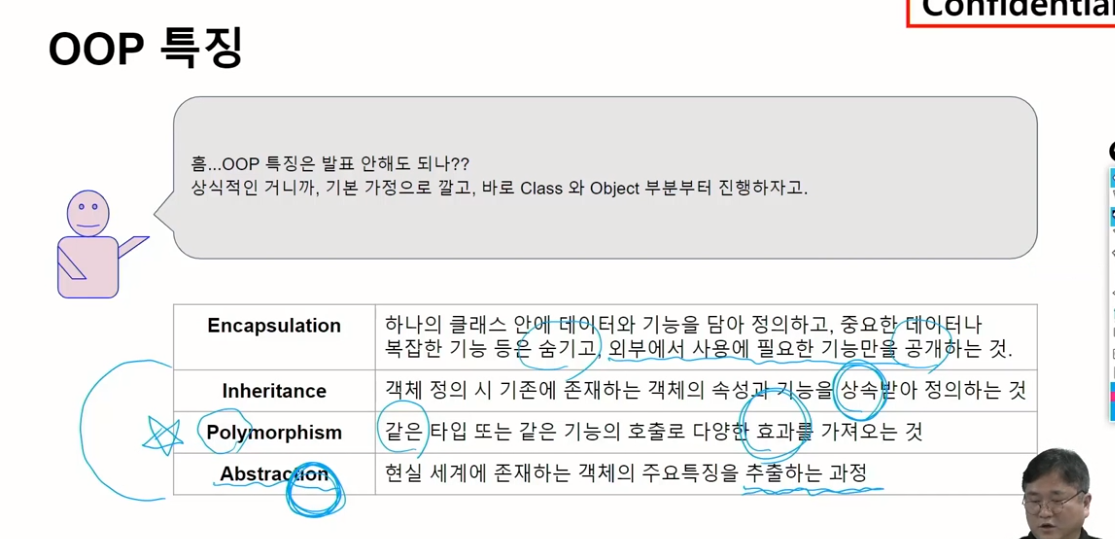 Confidential
OOP 특징
흠...OOP 특징은 발표 안해도 되나??
상식적인 거니까, 기본 가정으로 깔고, 바로 Class 와 Object 부분부터 진행하자고.
Encapsulation
하나의 클래스 안에 데이터와 기능을 담아 정의하고, 중요한 데이터나
복잡한 기능 등은 숨기고, 외부에서 사용에 필요한 기능만을 공개하는 것.
Inheritance
객체 정의 시 기존에 존재하는 객체의 속성과 기능을 상속받아 정의하는 것
Polymorphism
같은 타입 또는 같은 기능의 호출로 다양한 효과를 가져오는 것
Abstraction
현실 세계에 존재하는 객체의 주요특징을 추출하는 과정